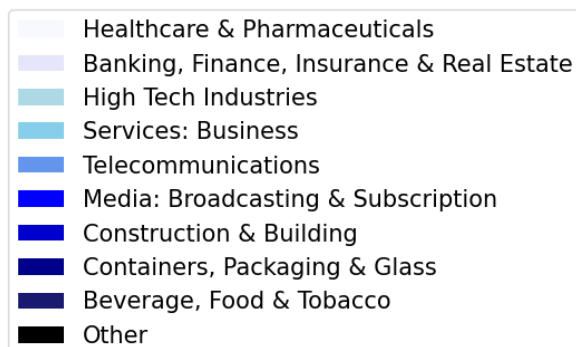 Healthcare & Pharmaceuticals
Banking, Finance, Insurance & Real Estate
High Tech Industries
Services: Business
Telecommunications
Media: Broadcasting & Subscription
Construction & Building
Containers, Packaging & Glass
Beverage, Food & Tobacco
Other